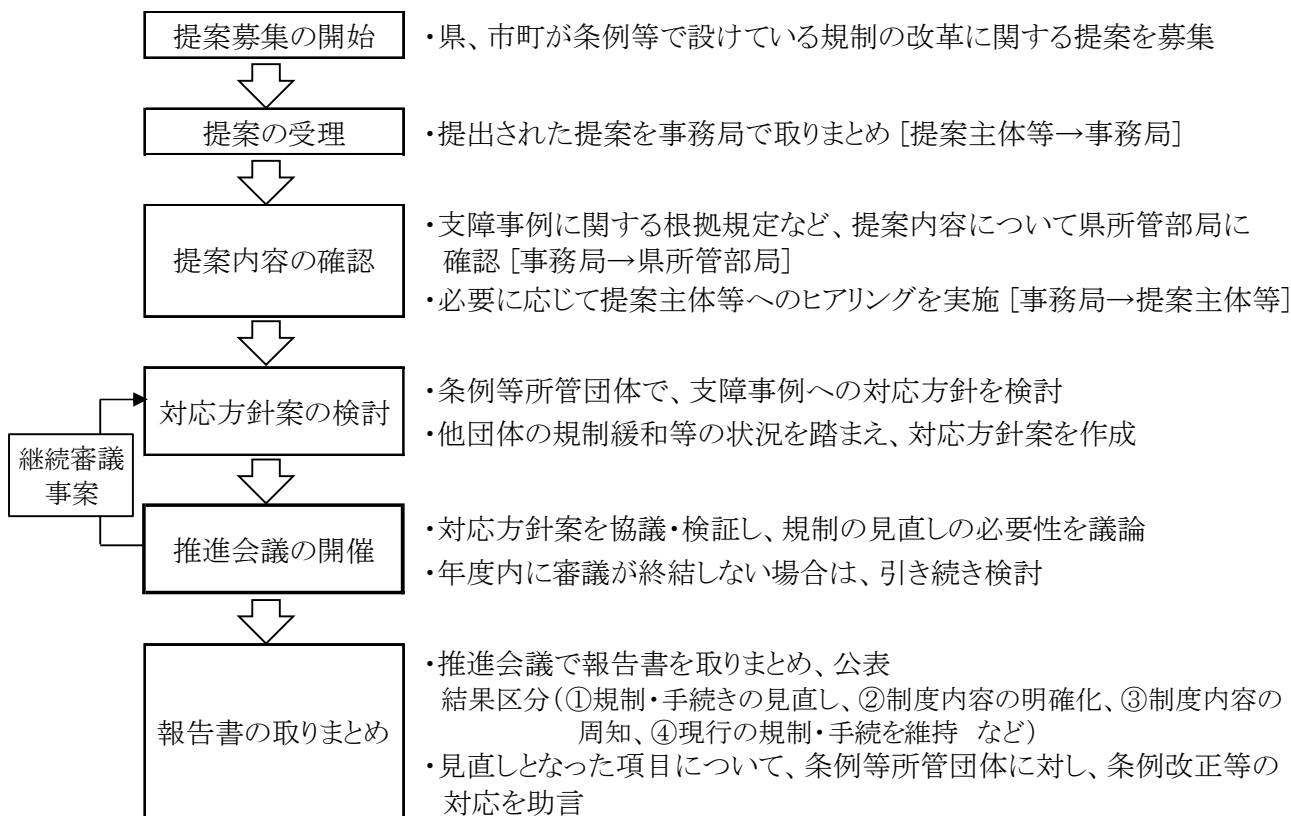 提案募集の開始
・県、市町が条例等で設けている規制の改革に関する提案を募集
提案の受理
・提出された提案を事務局で取りまとめ［提案主体等→事務局］
提案内容の確認
・支障事例に関する根拠規定など、提案内容について県所管部局に
確認［事務局→県所管部局］
・必要に応じて提案主体等へのヒアリングを実施［事務局→提案主体等］
対応方針案の検討
・条例等所管団体で、支障事例への対応方針を検討
・他団体の規制緩和等の状況を踏まえ、対応方針案を作成
継続審議
事案
推進会議の開催
・対応方針案を協議・検証し、規制の見直しの必要性を議論
・年度内に審議が終結しない場合は、引き続き検討
報告書の取りまとめ
・推進会議で報告書を取りまとめ、公表
結果区分（①規制・手続きの見直し、②制度内容の明確化、③制度内容の
周知、④現行の規制・手続を維持　など）
・見直しとなった項目について、条例等所管団体に対し、条例改正等の
対応を助言